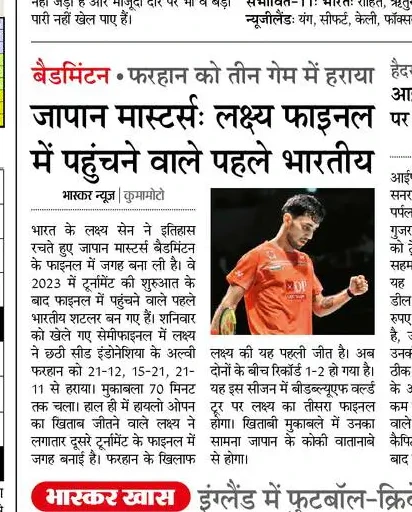 पारी नहीं खेल पाए हैं।
न्यूजीलैंड: यंग, सीफर्ट, केली, फॉक्स
बैडमिंटन • फरहान को तीन गेम में हराया
जापान मास्टर्स: लक्ष्य फाइनल
में पहुंचने वाले पहले भारतीय
भास्कर न्यूज | कुमामोटो
भारत के लक्ष्य सेन ने इतिहास
रचते हुए जापान मास्टर्स बैडमिंटन
के फाइनल में जगह बना ली है। वे
2023 में टूर्नामेंट की शुरुआत के
बाद फाइनल में पहुंचने वाले पहले
भारतीय शटलर बन गए हैं। शनिवार
को खेले गए सेमीफाइनल में लक्ष्य
ने छठी सीड इंडोनेशिया के अल्वी
फरहान को 21-12, 15-21, 21-
11 से हराया। मुकाबला 70 मिनट
तक चला। हाल ही में हायलो ओपन
का खिताब जीतने वाले लक्ष्य ने
लगातार दूसरे टूर्नामेंट के फाइनल में
जगह बनाई है। फरहान के खिलाफ
लक्ष्य की यह पहली जीत है। अब
दोनों के बीच रिकॉर्ड 1-2 हो गया है।
यह इस सीजन में बीडब्ल्यूएफ वर्ल्ड
टूर पर लक्ष्य का तीसरा फाइनल
होगा। खिताबी मुकाबले में उनका
सामना जापान के कोकी वातानाबे
से होगा।
भास्कर खास
इंग्लैंड में फुटबॉल-क्रि